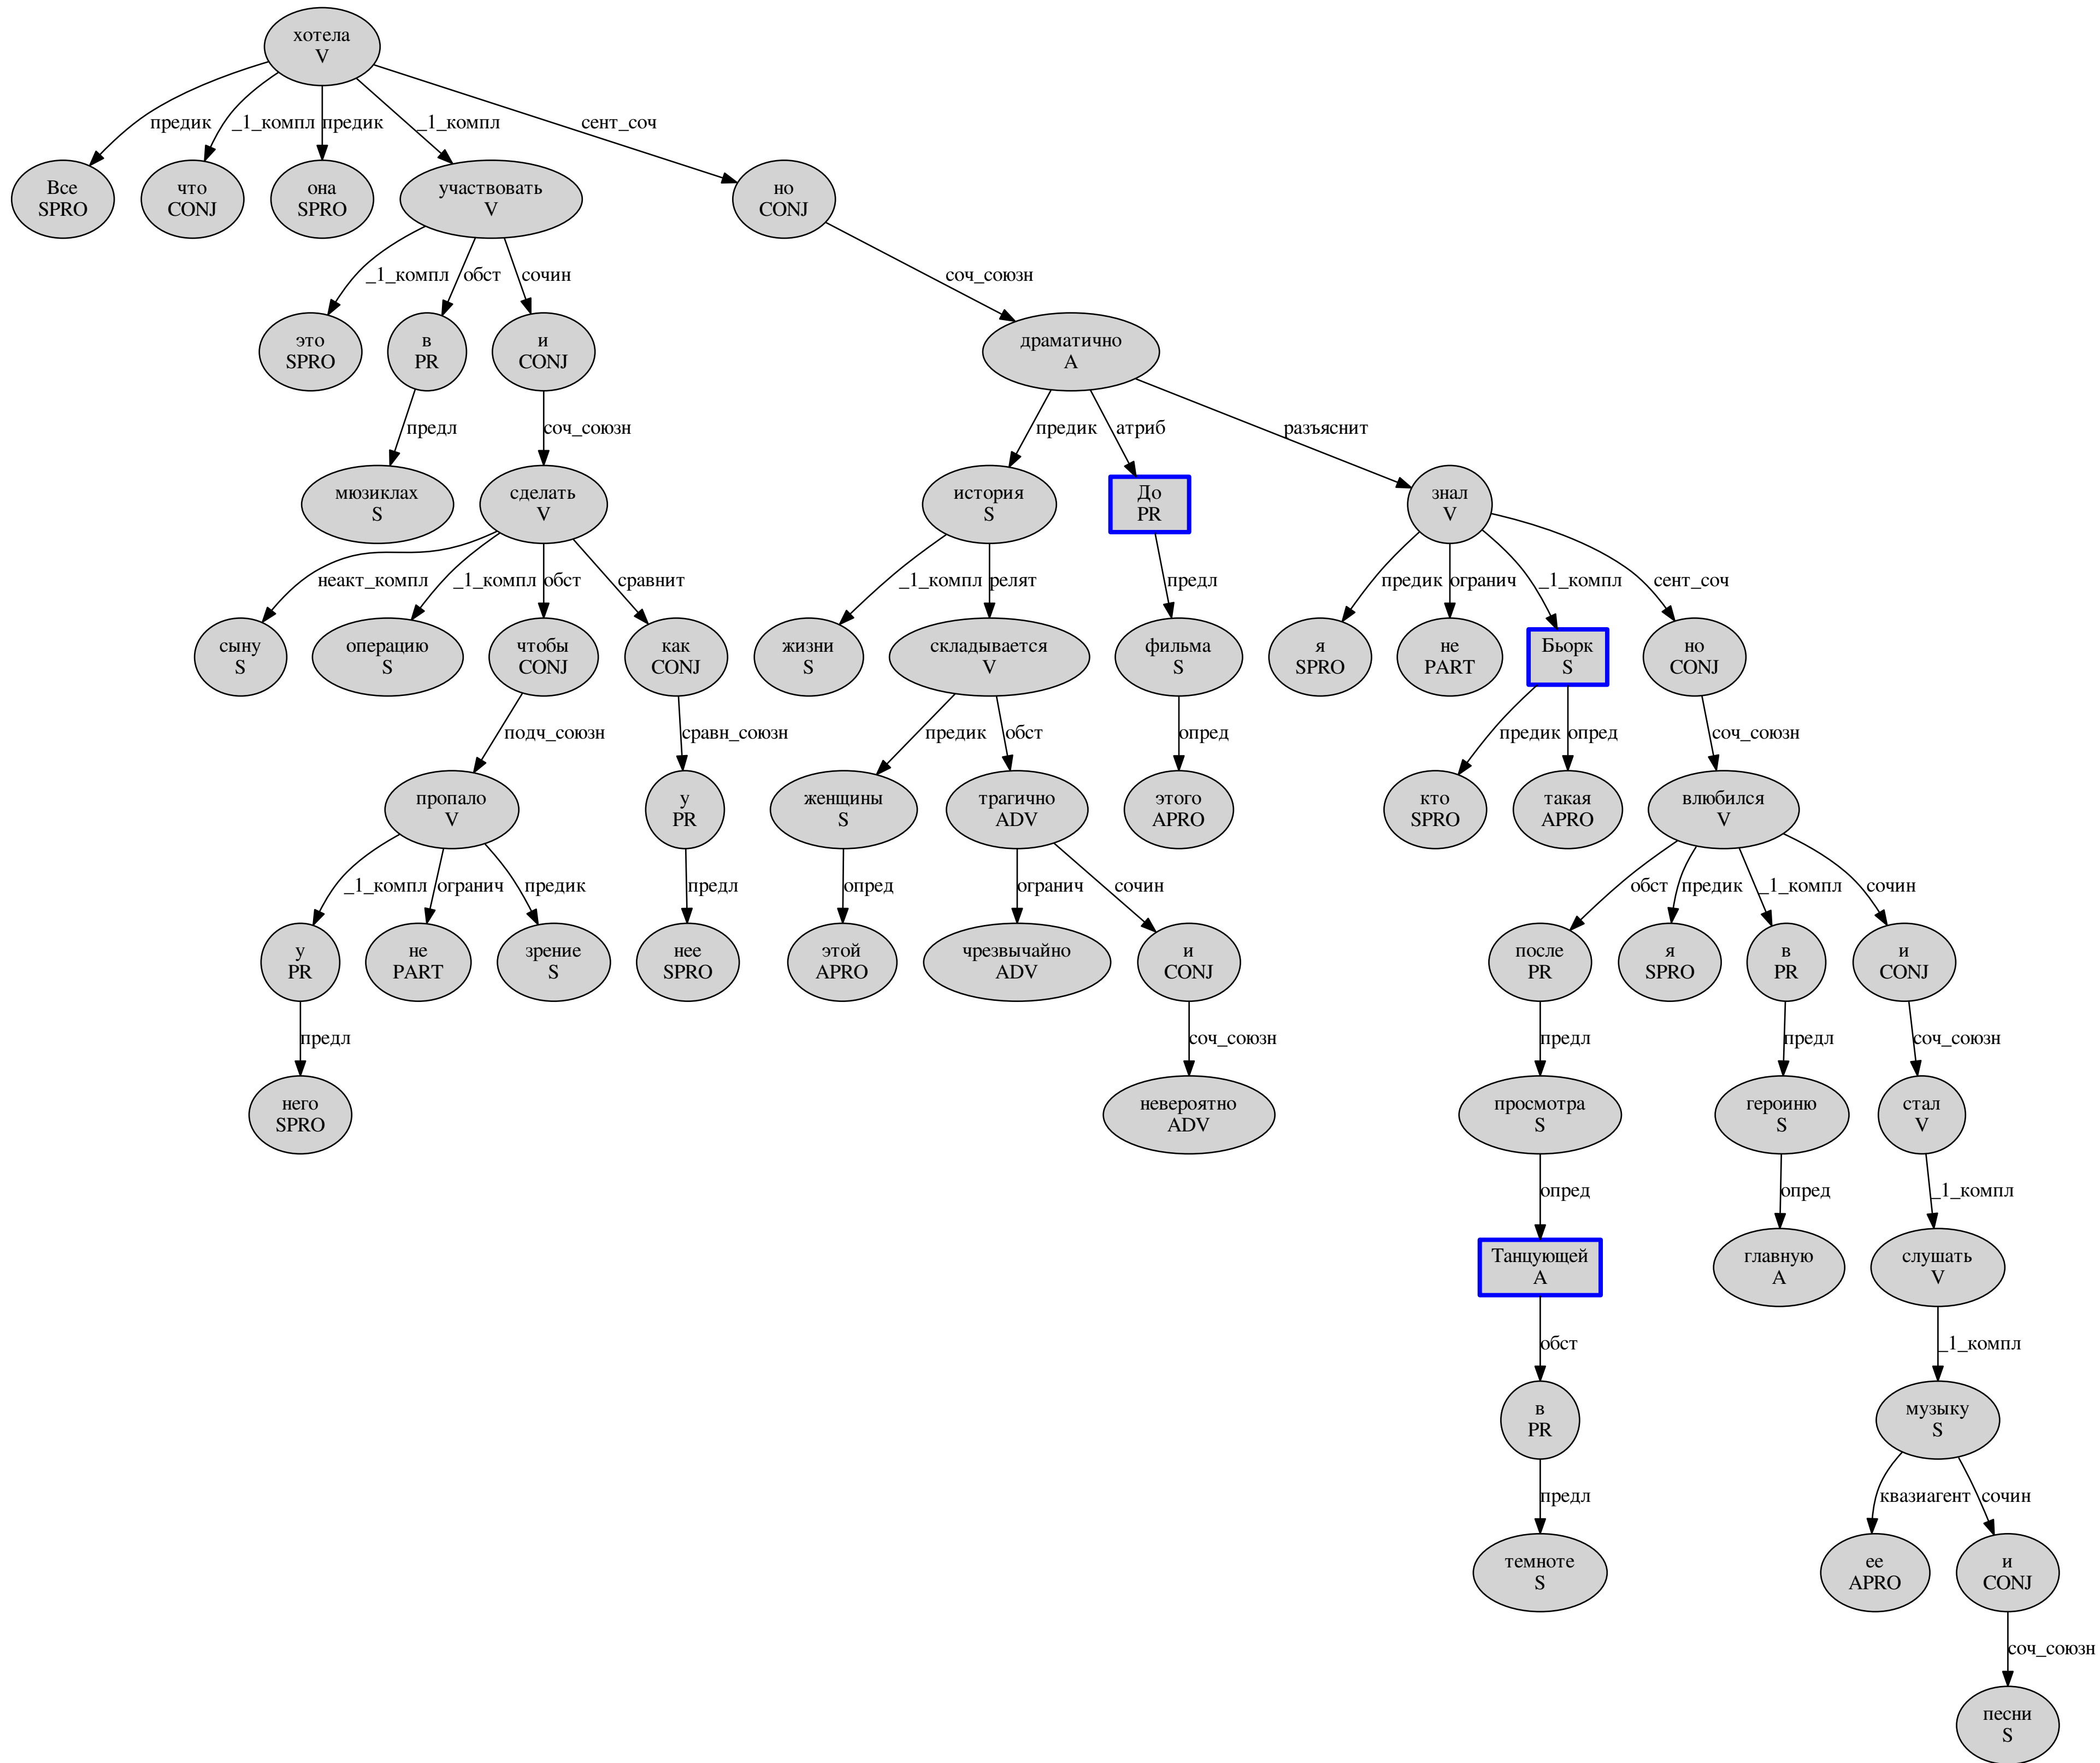 хотела
V
предик
_1_компл
предик
_1_компл
сент_соч
Все
SPRO
что
CONJ
она
SPRO
участвовать
V
но
CONJ
_1_компл
обст
сочин
соч_союзн
это
SPRO
в
PR
и
CONJ
драматично
A
предл
соч_союзн
предик
атриб
разъяснит
мюзиклах
S
сделать
V
история
S
До
PR
знал
V
неакт_компл
_1_компл
обст
сравнит
_1_компл
релят
предл
предик
огранич
_1_компл
сент_соч
сыну
S
операцию
S
чтобы
CONJ
как
CONJ
жизни
S
складывается
V
фильма
S
я
SPRO
не
PART
Бьорк
S
но
CONJ
подч_союзн
сравн_союзн
предик
обст
опред
предик
опред
соч_союзн
пропало
V
у
PR
женщины
S
трагично
ADV
этого
APRO
кто
SPRO
такая
APRO
влюбился
V
_1_компл
огранич
предик
предл
опред
огранич
сочин
обст
предик
_1_компл
сочин
у
PR
не
PART
зрение
S
нее
SPRO
этой
APRO
чрезвычайно
ADV
и
CONJ
после
PR
я
SPRO
в
PR
и
CONJ
предл
соч_союзн
предл
предл
соч_союзн
него
SPRO
невероятно
ADV
просмотра
S
героиню
S
стал
V
опред
опред
_1_компл
Танцующей
A
главную
A
слушать
V
обст
_1_компл
в
PR
музыку
S
предл
квазиагент
сочин
темноте
S
ее
APRO
и
CONJ
соч_союзн
песни
S